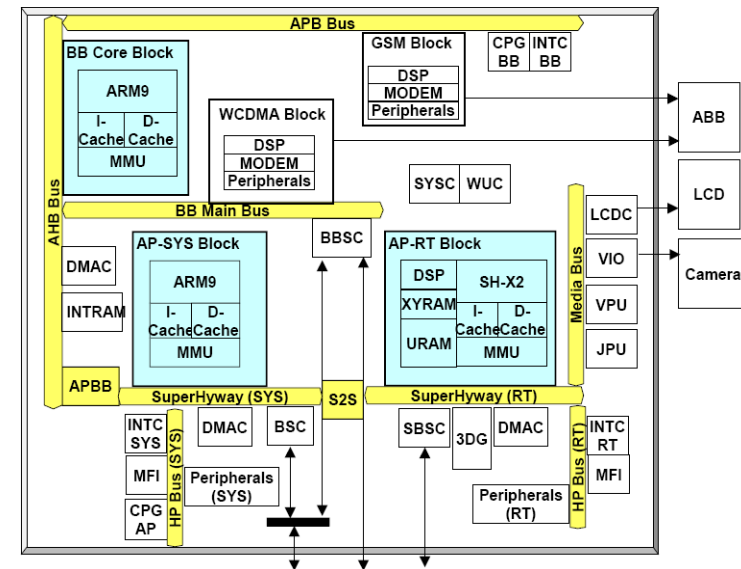 APB Bus
BB Core Block
ARM9
I-
Cache
D-
Cache
MMU
GSM Block
DSP
MODEM
Peripherals
CPG
BB
INTC
BB
WCDMA Block
DSP
MODEM
Peripherals
ABB
SYSC
WUC
LCD
AHB Bus
BB Main Bus
BBSC
Media Bus
LCDC
VIO
VPU
JPU
Camera
DMAC
INTRAM
APBB
AP-SYS Block
ARM9
I-
Cache
D-
Cache
MMU
AP-RT Block
DSP
XYRAM
URAM
SH-X2
I-
Cache
D-
Cache
MMU
SuperHyway (SYS)
S2S
SuperHyway (RT)
INTC
SYS
MFI
CPG
AP
HP Bus (SYS)
DMAC
BSC
Peripherals
(SYS)
SBSC
3DG
DMAC
Peripherals
(RT)
HP Bus (RT)
INTC
RT
MFI